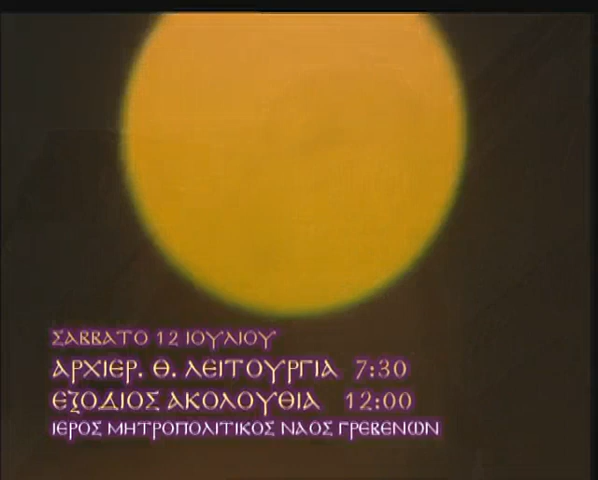 ΣΑΒΒΑΤΟ 12 ΙΟΥΛΙΟΥ
ΑΡΧΙΕΡ. Θ. ΛΕΙΤΟΥΡΓΙΑ 7:30
ΕΞΟΔΙΟΣ ΑΚΟΛΟΥΘΙΑ 12:00
ΙΕΡΟΣ ΜΗΤΡΟΠΟΛΙΤΙΚΟΣ ΝΑΟΣ ΓΡΕΒΕΝΩΝ